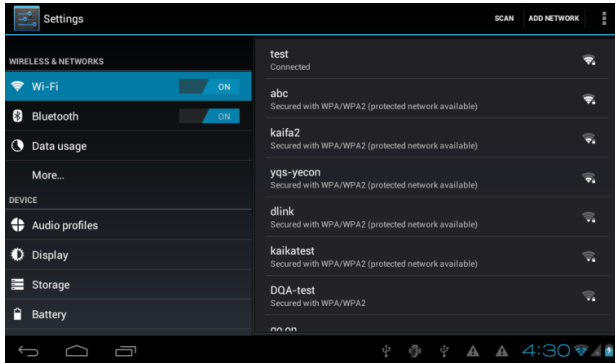 Settings
SCAN ADD NETWORK
WIRELESS & NETWORKS
Wi-Fi ON
Bluetooth ON
Data usage
More...
DEVICE
Audio profiles
Display
Storage
Battery
test
Connected
abc
Secured with WPA/WPA2 (protected network available)
kaifa2
Secured with WPA/WPA2 (protected network available)
yqs-yecon
Secured with WPA/WPA2 (protected network available)
dlink
Secured with WPA/WPA2 (protected network available)
kaikatest
Secured with WPA/WPA2 (protected network available)
DQA-test
Secured with WPA/WPA2
4:30